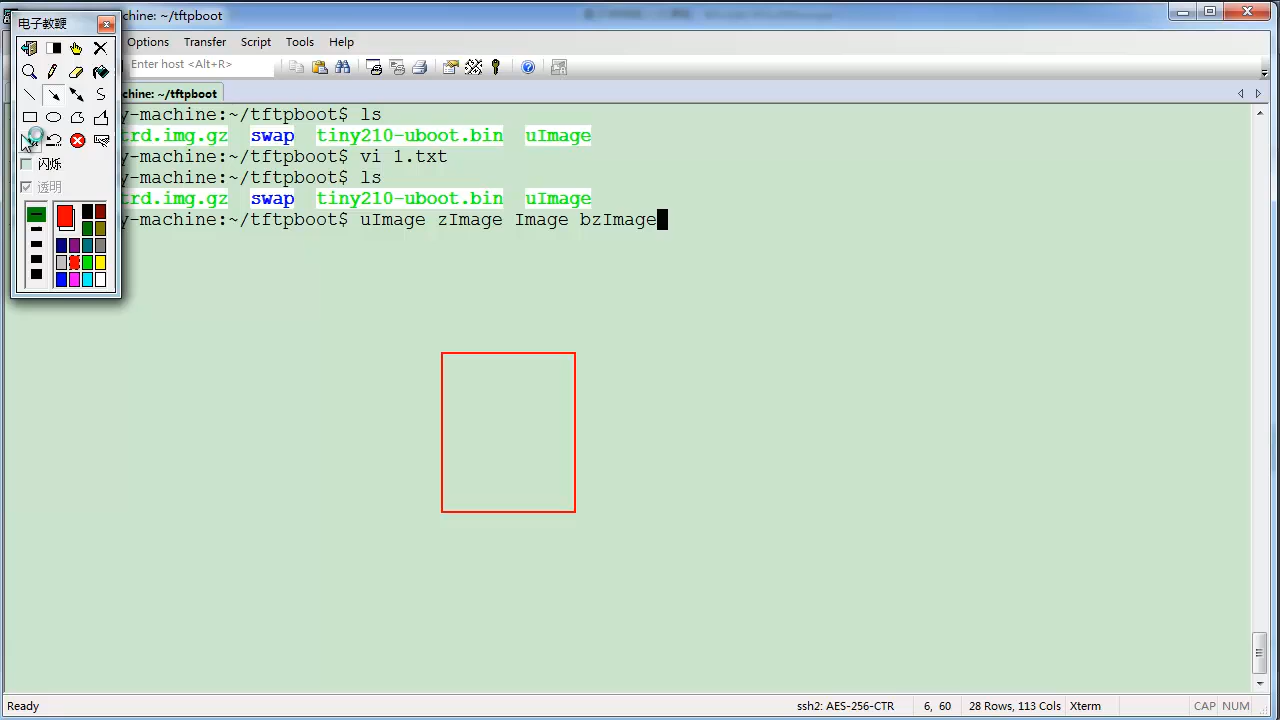 电子教鞭
achine: ~/tftpboot
Options Transfer Script Tools Help
Enter host <Alt+R>
chine: ~/tftpboot
y-machine:~/tftpboot$ ls
trd.img.gz swap tiny210-uboot.bin uImage
y-machine:~/tftpboot$ vi 1.txt
y-machine:~/tftpboot$ ls
trd.img.gz swap tiny210-uboot.bin uImage
y-machine:~/tftpboot$ uImage zImage Image bzImage
闪烁
透明
Ready
ssh2: AES-256-CTR 6, 60 28 Rows, 113 Cols Xterm CAP NUM